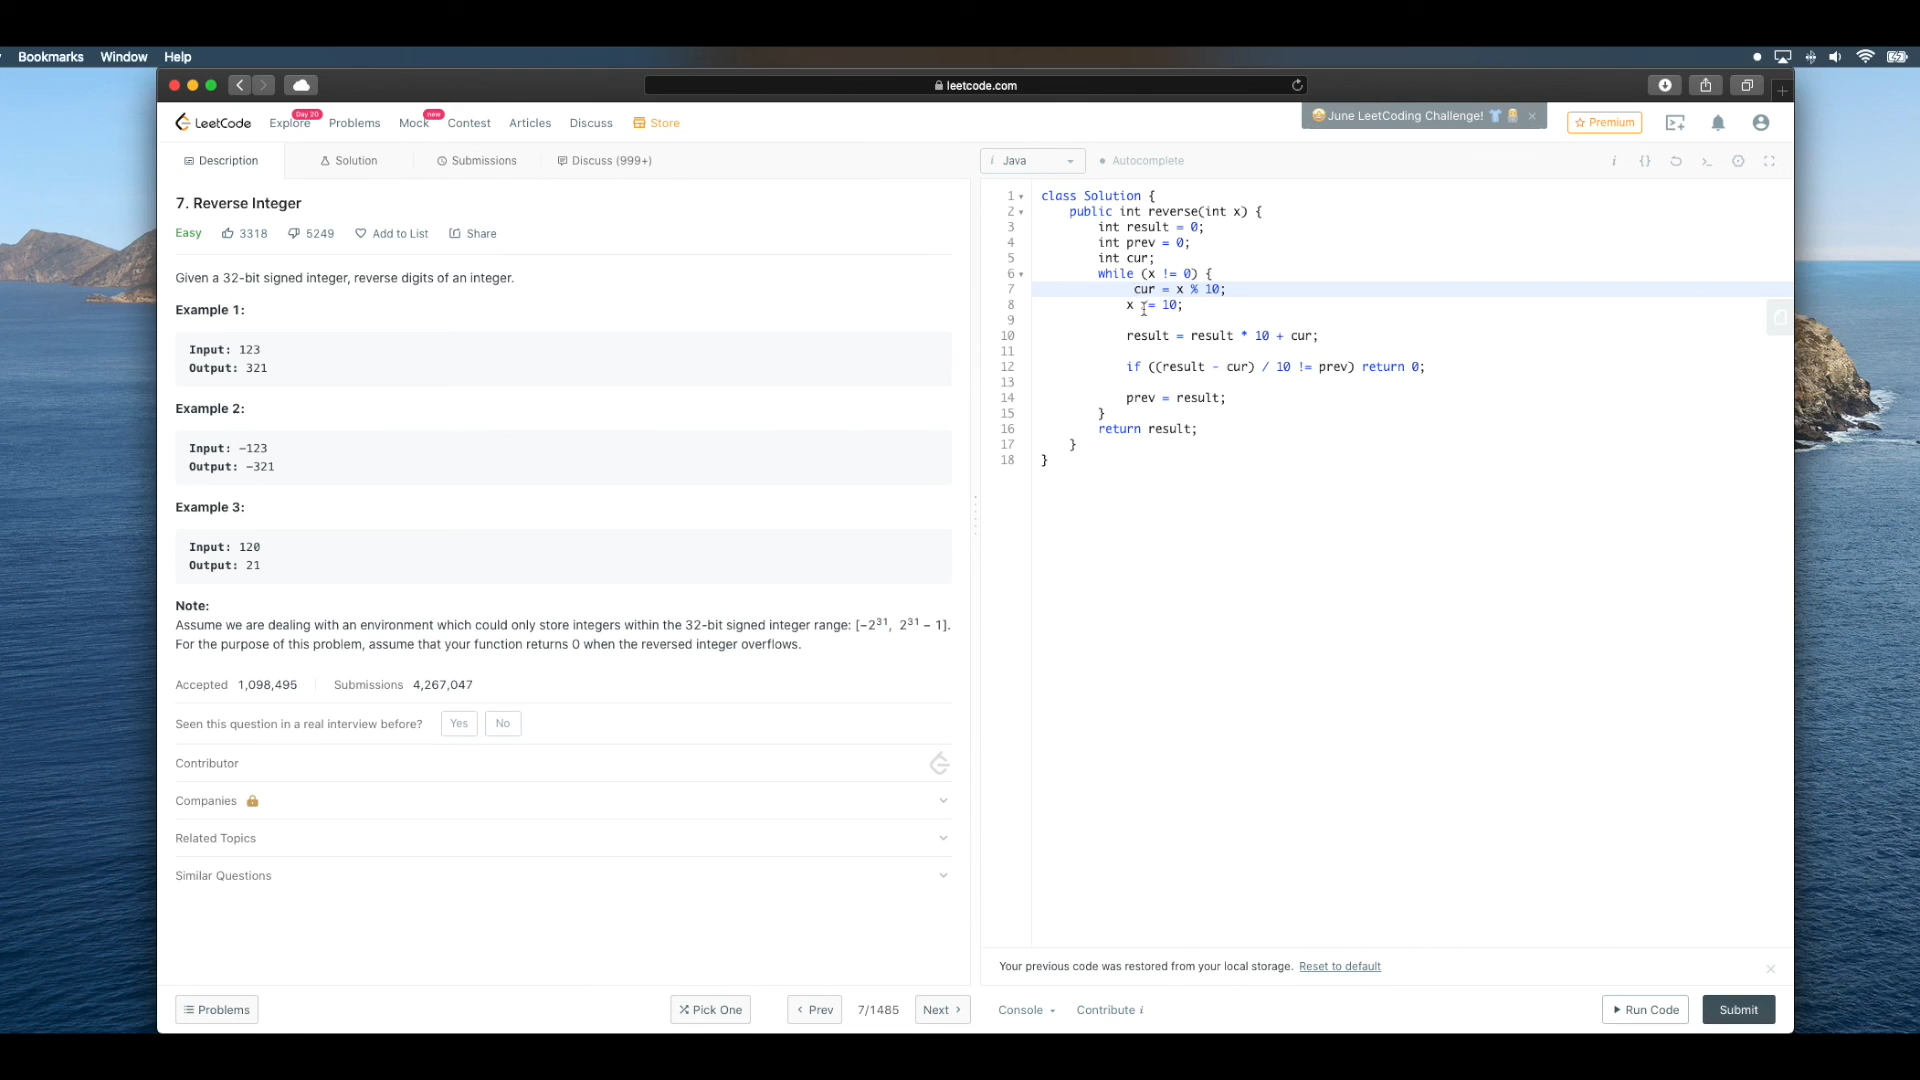 Bookmarks Window Help
leetcode.com
LeetCode Explore Day 20 Problems Mock new Contest Articles Discuss Store
June LeetCoding Challenge!
Premium
Description Solution Submissions Discuss (999+)
Java Autocomplete
7. Reverse Integer
Easy 3318 5249 Add to List Share
Given a 32-bit signed integer, reverse digits of an integer.
Example 1:
Input: 123
Output: 321
Example 2:
Input: -123
Output: -321
Example 3:
Input: 120
Output: 21
Note:
Assume we are dealing with an environment which could only store integers within the 32-bit signed integer range: [−2³¹, 2³¹ − 1].
For the purpose of this problem, assume that your function returns 0 when the reversed integer overflows.
Accepted 1,098,495 Submissions 4,267,047
Seen this question in a real interview before? Yes No
Contributor
Companies
Related Topics
Similar Questions
Problems Pick One Prev 7/1485 Next
1 class Solution {
2 public int reverse(int x) {
3 int result = 0;
4 int prev = 0;
5 int cur;
6 while (x != 0) {
7 cur = x % 10;
8 x = 10;
9
10 result = result * 10 + cur;
11
12 if ((result - cur) / 10 != prev) return 0;
13
14 prev = result;
15 }
16 return result;
17 }
18 }
Your previous code was restored from your local storage. Reset to default
Console Contribute i Run Code Submit